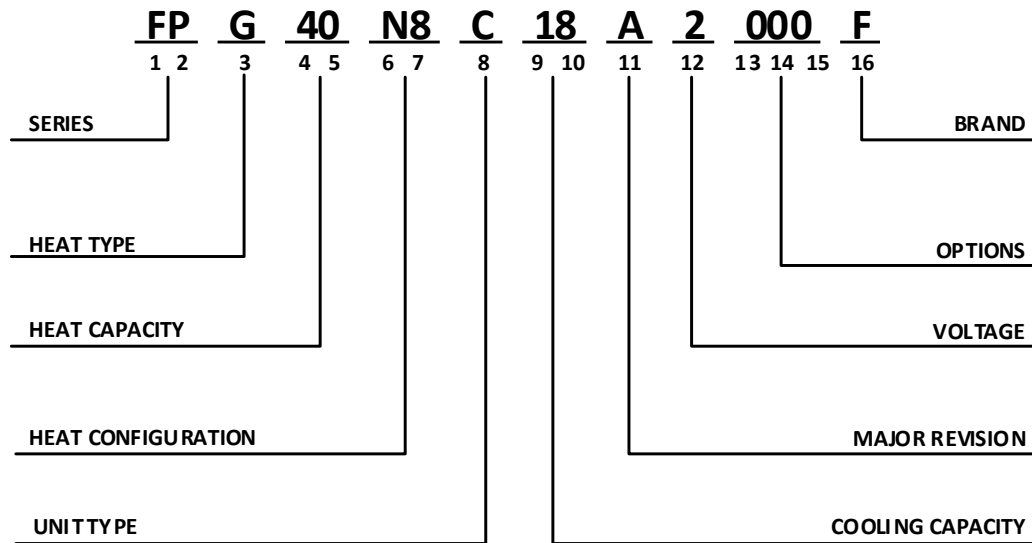 FP G 40 N8 C 18 A 2 000 F
1 2 3 4 5 6 7 8 9 10 11 12 13 14 15 16
SERIES BRAND
HEAT TYPE OPTIONS
HEAT CAPACITY VOLTAGE
HEAT CONFIGURATION MAJOR REVISION
UNIT TYPE COOLING CAPACITY